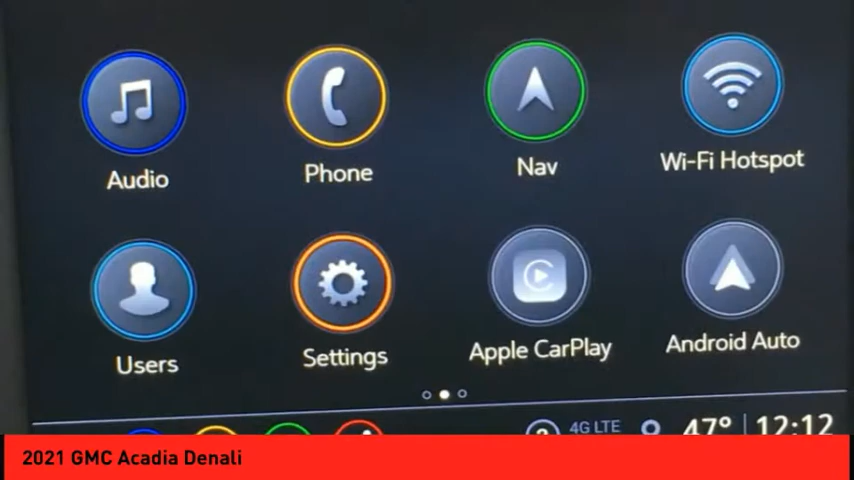 Audio
Phone
Nav
Wi-Fi Hotspot
Users
Settings
Apple CarPlay
Android Auto
4G LTE
47°
12:12
2021 GMC Acadia Denali